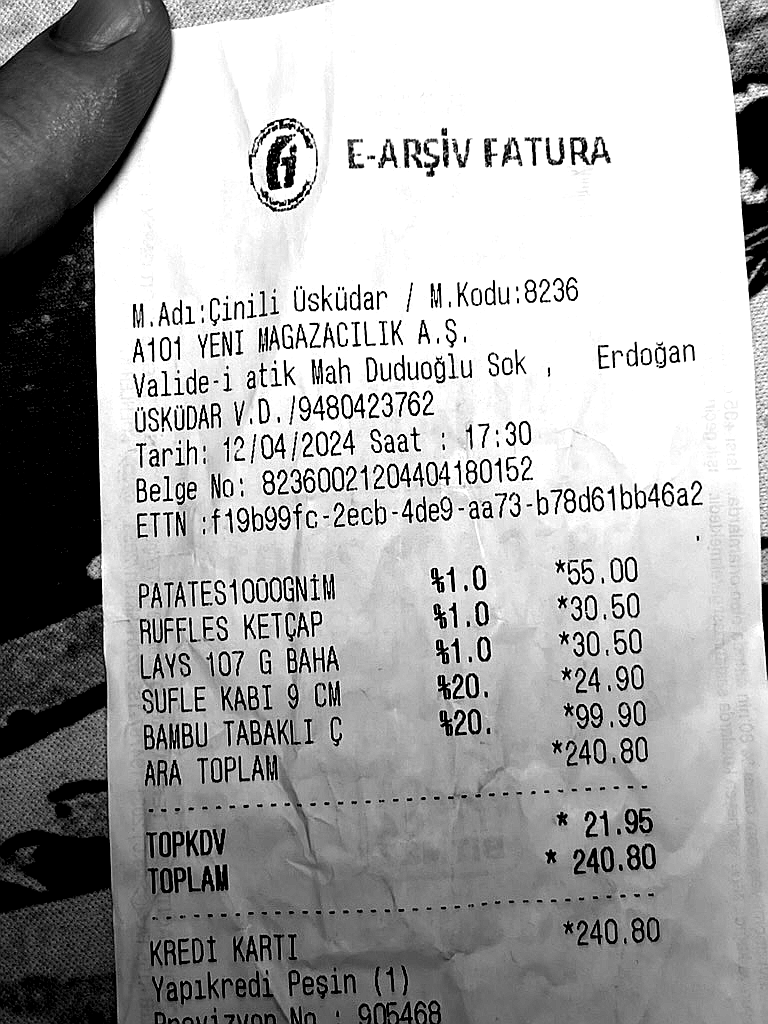 E-ARŞİV FATURA
M.Adı:Çinili Üsküdar / M.Kodu:8236
A101 YENİ MAGAZACILIK A.Ş.
Valide-i atik Mah Duduoğlu Sok , Erdoğan
ÜSKÜDAR V.D./9480423762
Tarih: 12/04/2024 Saat : 17:30
Belge No: 82360021204404180152
ETTN :f19b99fc-2ecb-4de9-aa73-b78d61bb46a2
PATATES1000GNİM %1.0 *55.00
RUFFLES KETÇAP %1.0 *30.50
LAYS 107 G BAHA %1.0 *30.50
SUFLE KABI 9 CM %20. *24.90
BAMBU TABAKLI Ç %20. *99.90
ARA TOPLAM *240.80
TOPKDV * 21.95
TOPLAM * 240.80
KREDİ KARTI *240.80
Yapıkredi Peşin (1)
Provizyon No : 905468